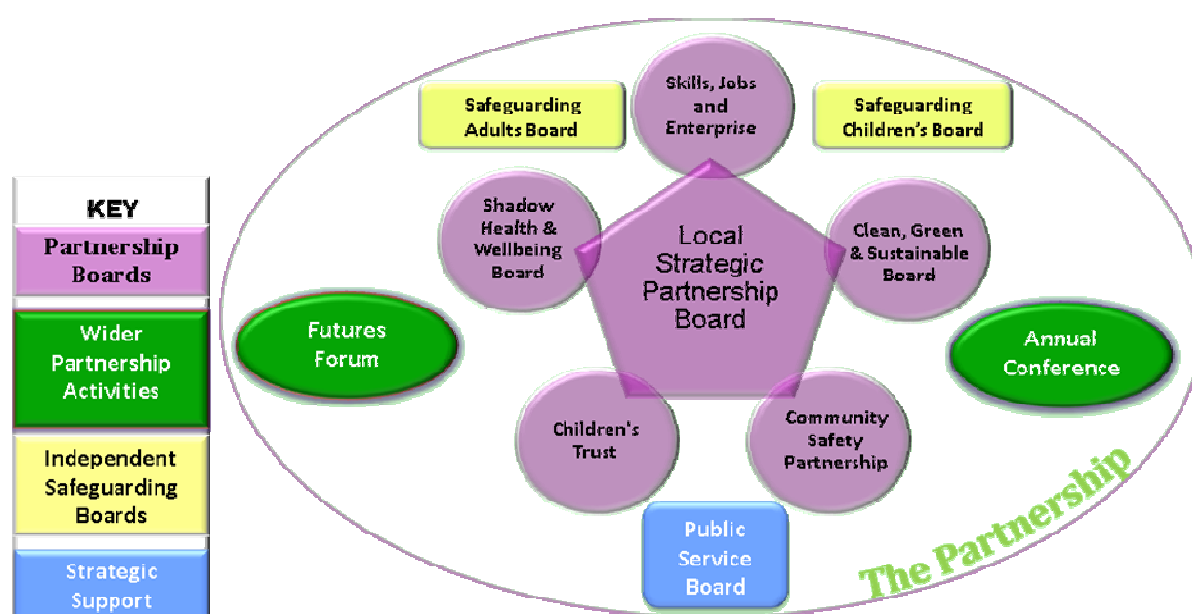 KEY
Partnership
Boards
Wider
Partnership
Activities
Independent
Safeguarding
Boards
Strategic
Support
Safeguarding
Adults Board
Skills, Jobs
and
Enterprise
Safeguarding
Children's Board
Shadow
Health &
Wellbeing
Board
Local
Strategic
Partnership
Board
Clean, Green
& Sustainable
Board
Futures
Forum
Annual
Conference
Children's
Trust
Community
Safety
Partnership
Public
Service
Board
The Partnership